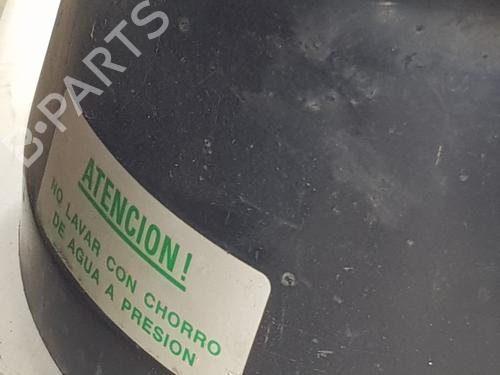 B-PARTS
ATENCION!
NO LAVAR CON CHORRO
DE AGUA A PRESION